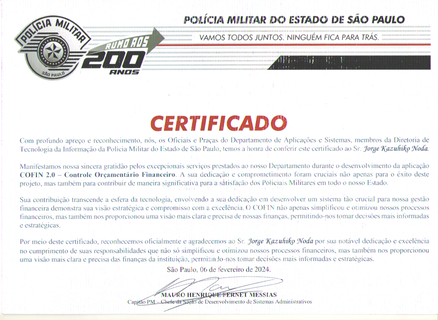 POLÍCIA MILITAR DO ESTADO DE SÃO PAULO
VAMOS TODOS JUNTOS. NINGUÉM FICA PARA TRÁS.
POLÍCIA MILITAR
SÃO PAULO
RUMO AOS
200
ANOS
CERTIFICADO
Com profundo apreço e reconhecimento, nós, os Oficiais e Praças do Departamento de Aplicações e Sistemas, membros da Diretoria de
Tecnologia da Informação da Polícia Militar do Estado de São Paulo, temos a honra de conferir este certificado ao Sr. Jorge Kazuhiko Noda.
Manifestamos nossa sincera gratidão pelos excepcionais serviços prestados ao nosso Departamento durante o desenvolvimento da aplicação
COFIN 2.0 – Controle Orçamentário Financeiro. A sua dedicação e comprometimento foram cruciais não apenas para o êxito deste
projeto, mas também para contribuir de maneira significativa para a satisfação dos Policiais Militares em todo o nosso Estado.
Sua contribuição transcende a esfera da tecnologia, envolvendo a sua dedicação em desenvolver um sistema tão crucial para nossa gestão
financeira demonstra sua visão estratégica e compromisso com a excelência. O COFIN não apenas simplificou e otimizou nossos processos
financeiros, mas também nos proporcionou uma visão mais clara e precisa de nossas finanças, permitindo-nos tomar decisões mais informadas
e estratégicas.
Por meio deste certificado, reconhecemos oficialmente e agradecemos ao Sr. Jorge Kazuhiko Noda por sua notável dedicação e excelência
no cumprimento de suas responsabilidades que não só simplificou e otimizou nossos processos financeiros, mas também nos proporcionou
uma visão mais clara e precisa das finanças da instituição, permitindo-nos tomar decisões mais informadas e estratégicas.
São Paulo, 06 de fevereiro de 2024.
MAURO HENRIQUE FERNET MESSIAS
Capitão PM – Chefe da Seção de Desenvolvimento de Sistemas Administrativos